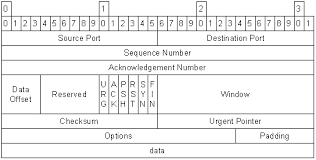 0 1 2 3
0 1 2 3 4 5 6 7 8 9 0 1 2 3 4 5 6 7 8 9 0 1 2 3 4 5 6 7 8 9 0 1
Source Port Destination Port
Sequence Number
Acknowledgement Number
Data Offset Reserved URG ACK PSH RST SYN FIN Window
Checksum Urgent Pointer
Options Padding
data